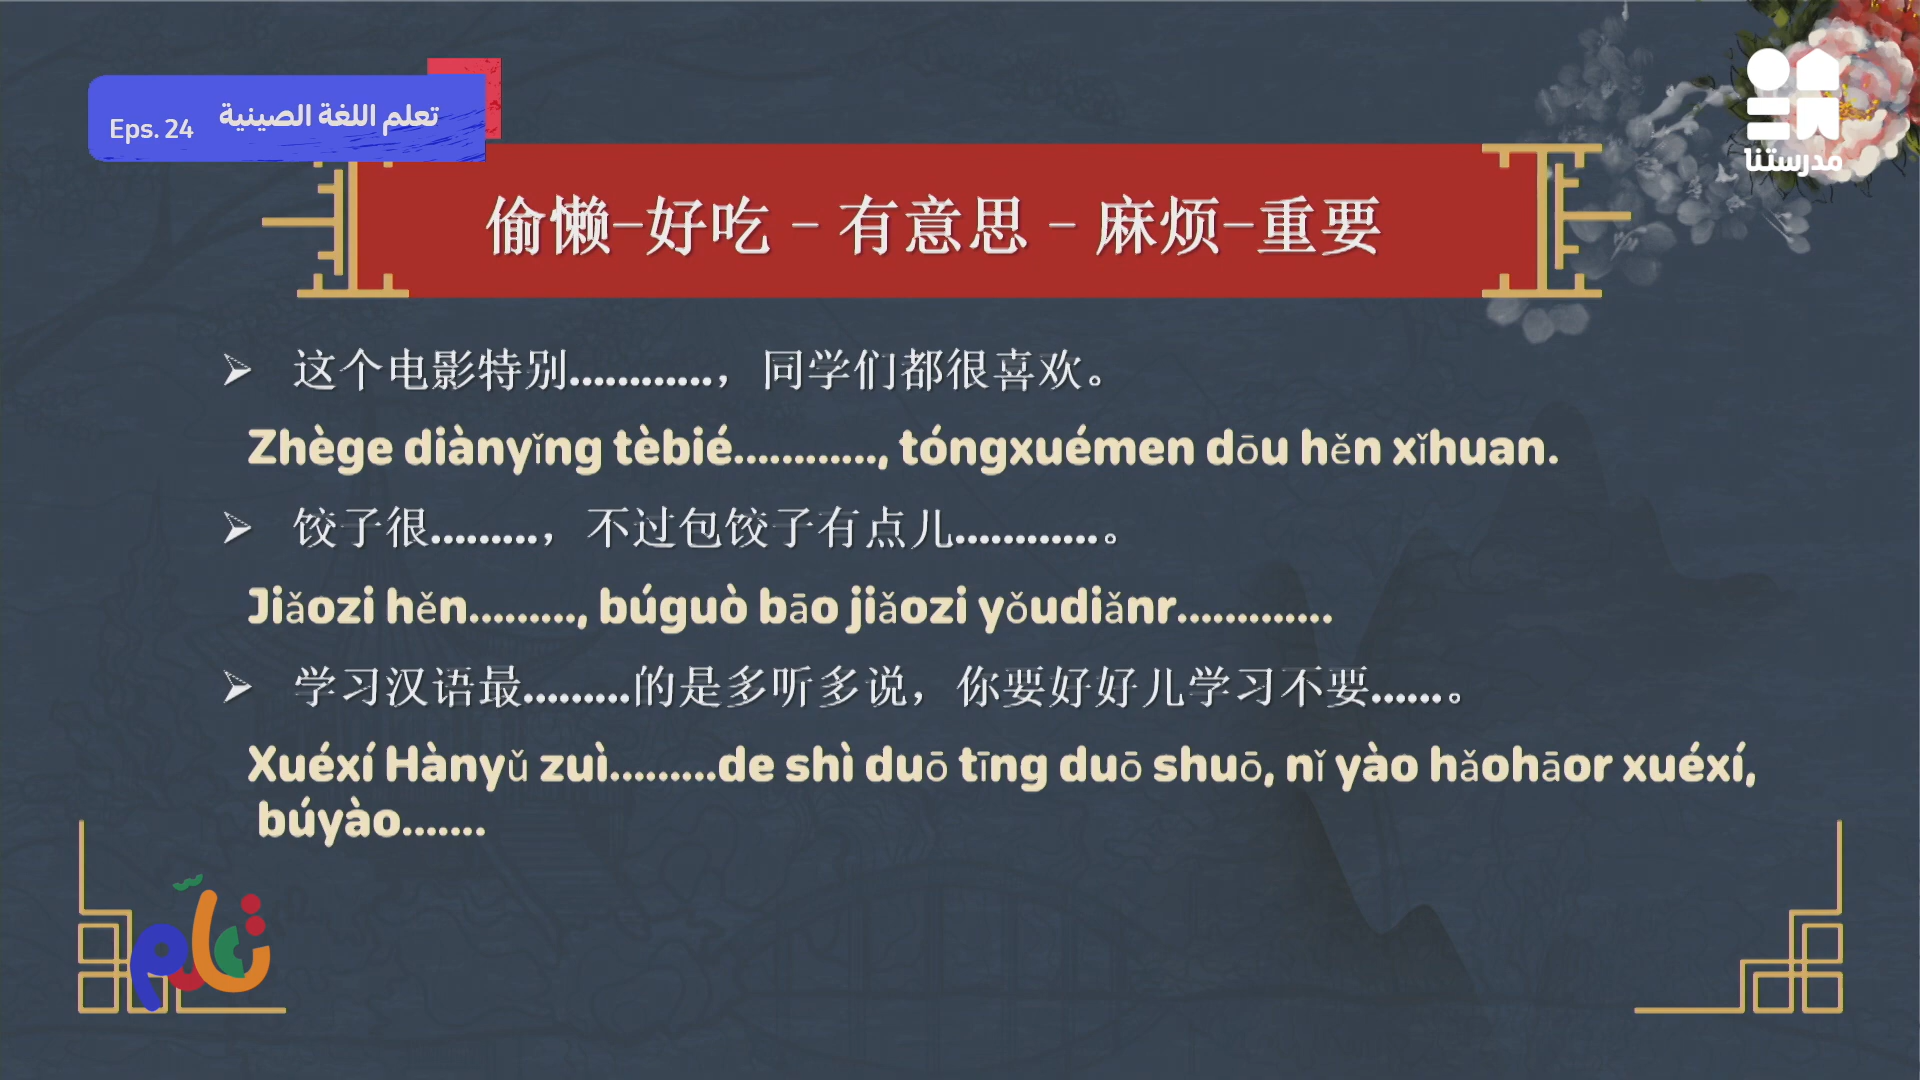 تعلم اللغة الصينية
Eps. 24
مدرستنا
偷懒-好吃 - 有意思 - 麻烦-重要
➢ 这个电影特别............，同学们都很喜欢。
Zhège diànyǐng tèbié............, tóngxuémen dōu hěn xǐhuan.
➢ 饺子很.........，不过包饺子有点儿............。
Jiǎozi hěn........., búguò bāo jiǎozi yǒudiǎnr.............
➢ 学习汉语最.........的是多听多说，你要好好儿学习不要......。
Xuéxí Hànyǔ zuì.........de shì duō tīng duō shuō, nǐ yào hǎohāor xuéxí,
búyào.......